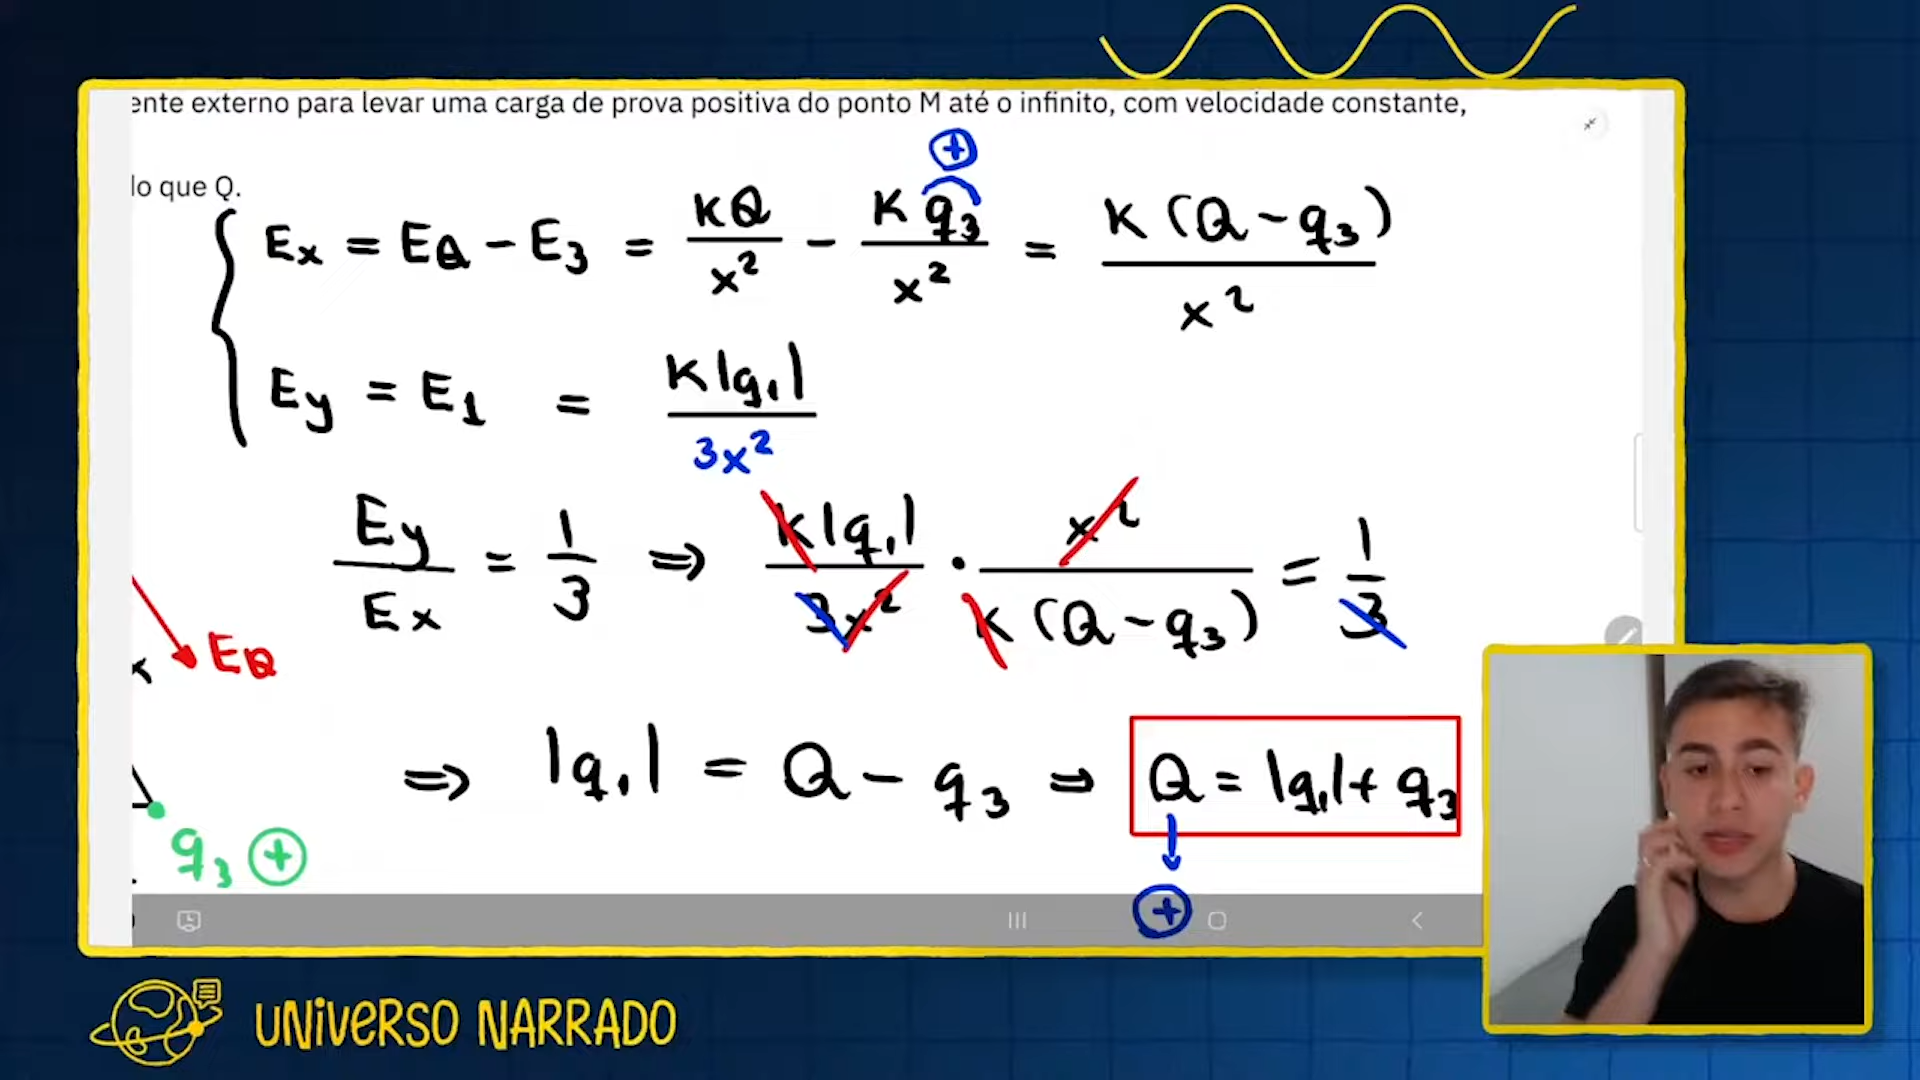 ente externo para levar uma carga de prova positiva do ponto M até o infinito, com velocidade constante,
lo que Q.
+
Ex = EQ - E3 = KQ/x² - Kq3/x² = K(Q - q3)/x²
Ey = E1 = K|q1|/3x²
Ey/Ex = 1/3 ⇒ K|q1|/3x² · x²/K(Q - q3) = 1/3
EQ
x
⇒ |q1| = Q - q3 ⇒ Q = |q1| + q3
q3 +
+
UNIVERSO NARRADO